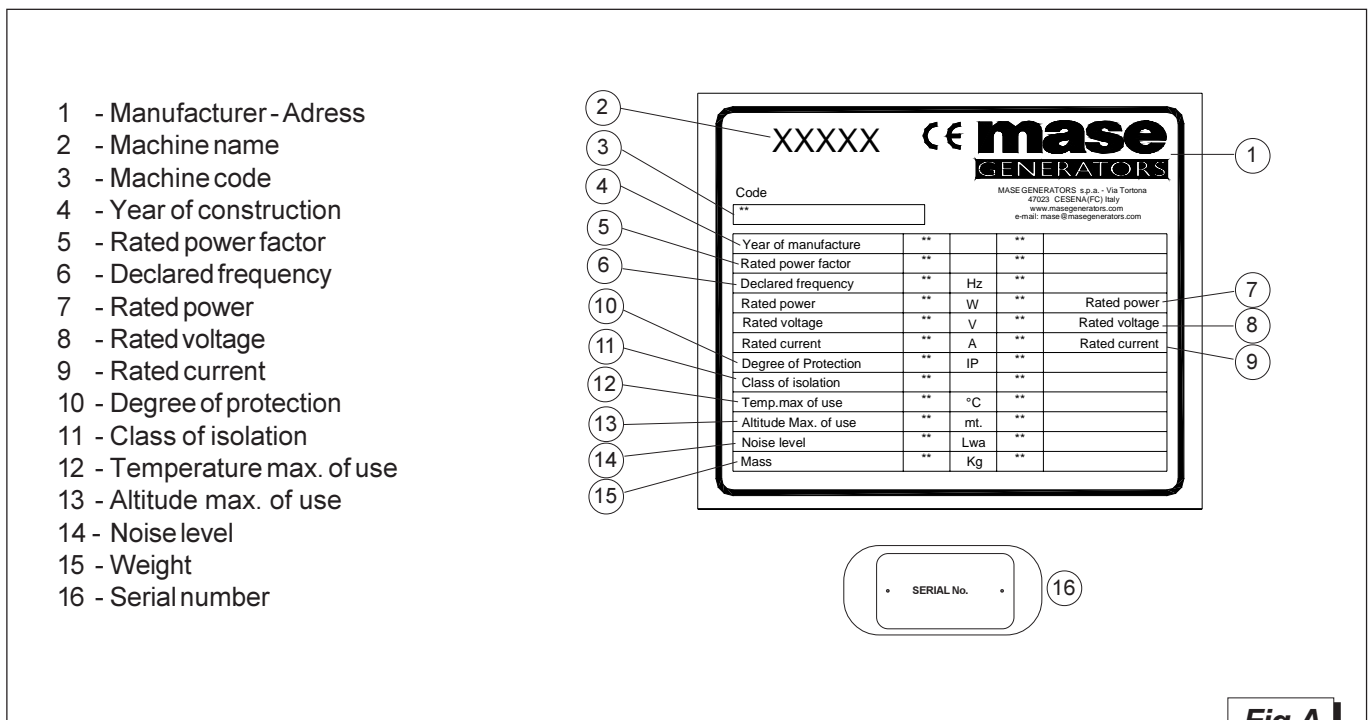 1 - Manufacturer - Adress
2 - Machine name
3 - Machine code
4 - Year of construction
5 - Rated power factor
6 - Declared frequency
7 - Rated power
8 - Rated voltage
9 - Rated current
10 - Degree of protection
11 - Class of isolation
12 - Temperature max. of use
13 - Altitude max. of use
14 - Noise level
15 - Weight
16 - Serial number
2
3
4
5
6
10
11
12
13
14
15
XXXXX CE mase
GENERATORS
MASE GENERATORS s.p.a. - Via Tortona
47023 CESENA(FC) Italy
www.masegenerators.com
e-mail: mase@masegenerators.com
Code
**
Year of manufacture ** **
Rated power factor ** **
Declared frequency ** Hz **
Rated power ** W ** Rated power
Rated voltage ** V ** Rated voltage
Rated current ** A ** Rated current
Degree of Protection ** IP **
Class of isolation ** **
Temp.max of use ** °C **
Altitude Max. of use ** mt. **
Noise level ** Lwa **
Mass ** Kg **
1
7
8
9
SERIAL No.
16
Fig.A